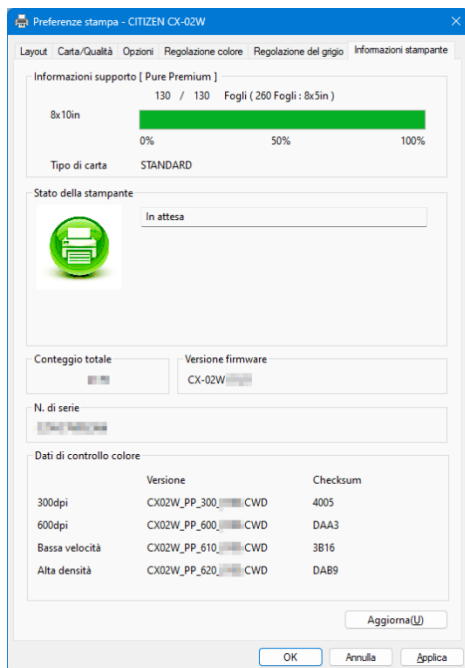 Preferenze stampa - CITIZEN CX-02W
Layout Carta/Qualità Opzioni Regolazione colore Regolazione del grigio Informazioni stampante
Informazioni supporto [ Pure Premium ]
130 / 130 Fogli ( 260 Fogli : 8x5in )
8x10in
0% 50% 100%
Tipo di carta STANDARD
Stato della stampante
In attesa
Conteggio totale Versione firmware
CX-02W
N. di serie
Dati di controllo colore
Versione Checksum
300dpi CX02W_PP_300_ .CWD 4005
600dpi CX02W_PP_600_ .CWD DAA3
Bassa velocità CX02W_PP_610_ .CWD 3B16
Alta densità CX02W_PP_620_ .CWD DAB9
Aggiorna(U)
OK Annulla Applica